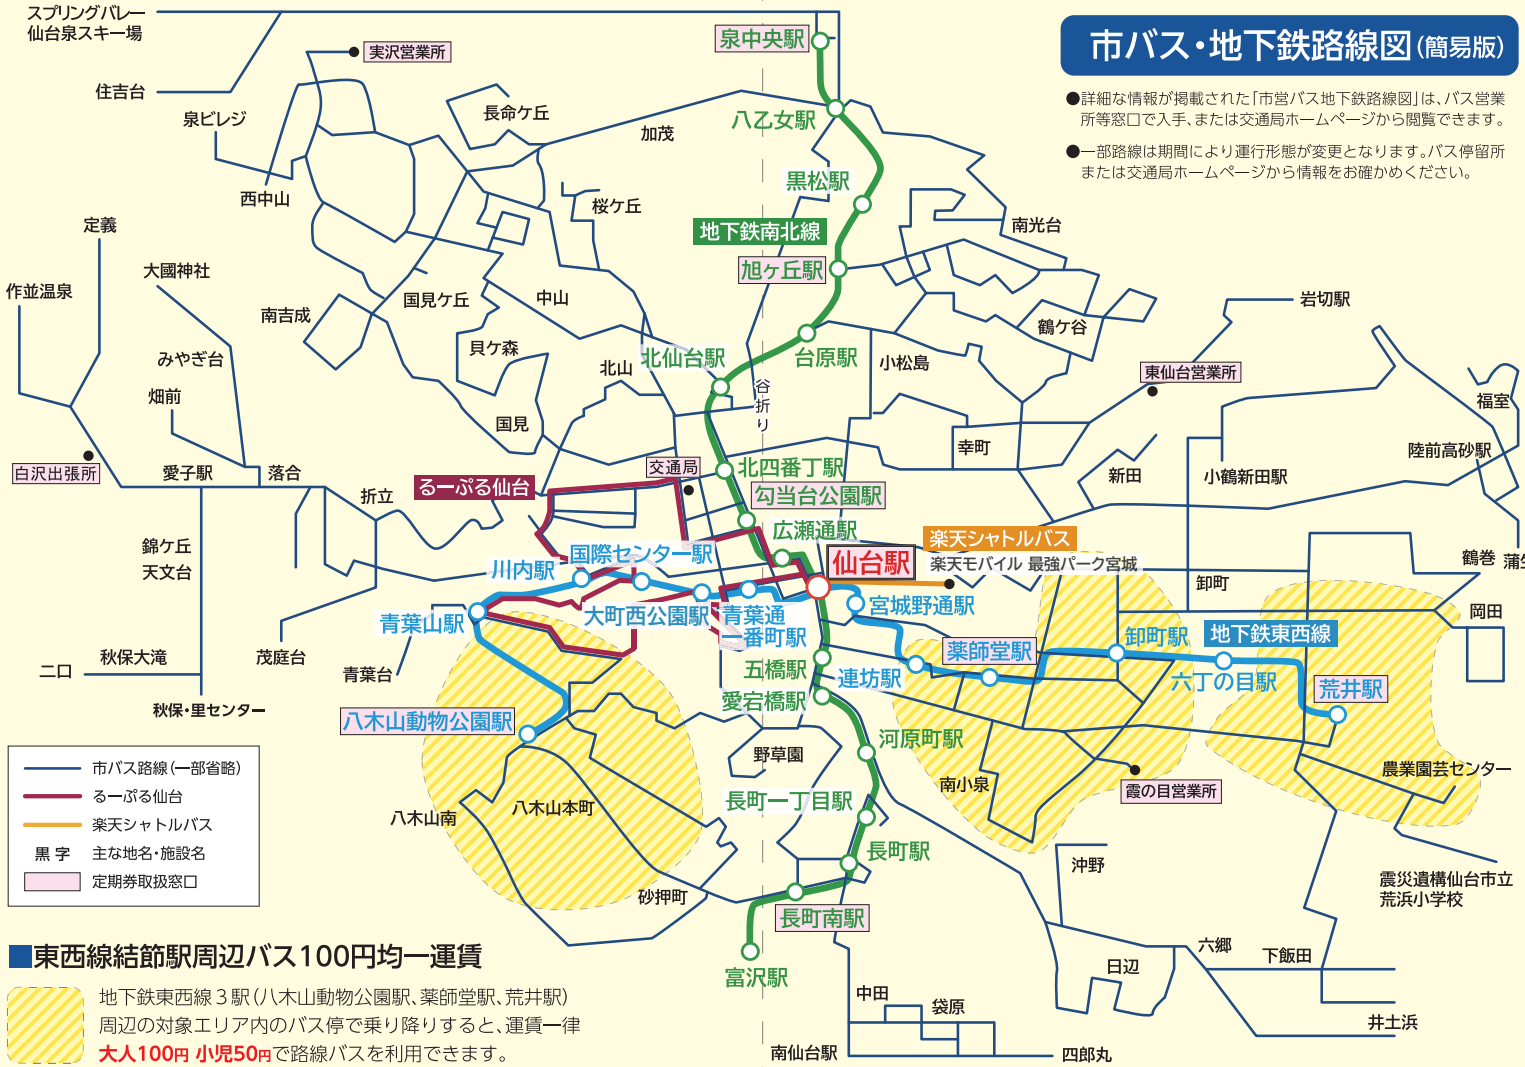 スプリングバレー
仙台泉スキー場
実沢営業所
住吉台
泉ビレジ
西中山
長命ケ丘
加茂
桜ケ丘
泉中央駅
八乙女駅
黒松駅
地下鉄南北線
旭ヶ丘駅
台原駅
北仙台駅
市バス・地下鉄路線図(簡易版)
●詳細な情報が掲載された「市営バス地下鉄路線図」は、バス営業
所等窓口で入手、または交通局ホームページから閲覧できます。
●一部路線は期間により運行形態が変更となります。バス停留所
または交通局ホームページから情報をお確かめください。
南光台
岩切駅
鶴ケ谷
小松島
東仙台営業所
福室
陸前高砂駅
幸町
新田
小鶴新田駅
定義
大國神社
作並温泉
みやぎ台
畑前
白沢出張所
愛子駅
落合
折立
南吉成
国見ケ丘
中山
貝ケ森
北山
国見
谷折り
交通局
るーぷる仙台
北四番丁駅
勾当台公園駅
広瀬通駅
仙台駅
楽天シャトルバス
楽天モバイル 最強パーク宮城
錦ケ丘
天文台
川内駅
国際センター駅
大町西公園駅
青葉通
一番町駅
青葉山駅
宮城野通駅
連坊駅
薬師堂駅
卸町
卸町駅
地下鉄東西線
六丁の目駅
荒井駅
鶴巻
蒲生
岡田
二口
秋保大滝
秋保・里センター
茂庭台
青葉台
八木山動物公園駅
五橋駅
愛宕橋駅
河原町駅
野草園
長町一丁目駅
長町駅
長町南駅
富沢駅
南小泉
霞の目営業所
農業園芸センター
震災遺構仙台市立
荒浜小学校
沖野
日辺
六郷
下飯田
井土浜
中田
袋原
南仙台駅
四郎丸
八木山南
八木山本町
砂押町
市バス路線(一部省略)
るーぷる仙台
楽天シャトルバス
黒字 主な地名・施設名
定期券取扱窓口
■東西線結節駅周辺バス100円均一運賃
地下鉄東西線3駅(八木山動物公園駅、薬師堂駅、荒井駅)
周辺の対象エリア内のバス停で乗り降りすると、運賃一律
大人100円 小児50円で路線バスを利用できます。